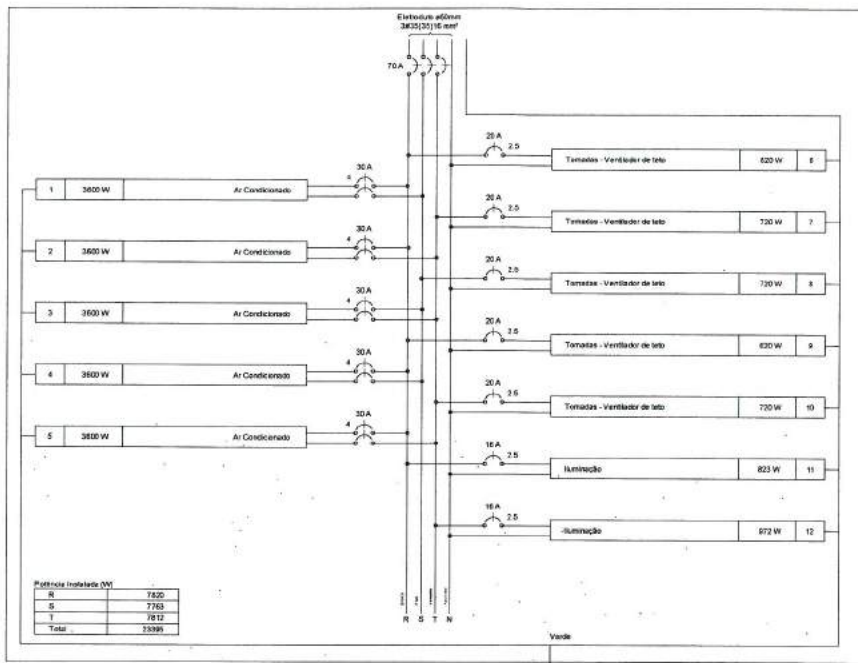 Eletroduto ø60mm
3#35(35)16 mm²
70 A
20 A
2.5
Tomadas - Ventilador de teto 620 W 6
30 A
4
1 3600 W Ar Condicionado
20 A
2.5
Tomadas - Ventilador de teto 720 W 7
30 A
4
2 3600 W Ar Condicionado
20 A
2.5
Tomadas - Ventilador de teto 720 W 8
30 A
4
3 3600 W Ar Condicionado
20 A
2.5
Tomadas - Ventilador de teto 620 W 9
30 A
4
4 3600 W Ar Condicionado
20 A
2.5
Tomadas - Ventilador de teto 720 W 10
30 A
4
5 3600 W Ar Condicionado
16 A
2.5
Iluminação 823 W 11
16 A
2.5
Iluminação 972 W 12
Potência Instalada (W)
R 7820
S 7763
T 7812
Total 23395
R S T N
Verde